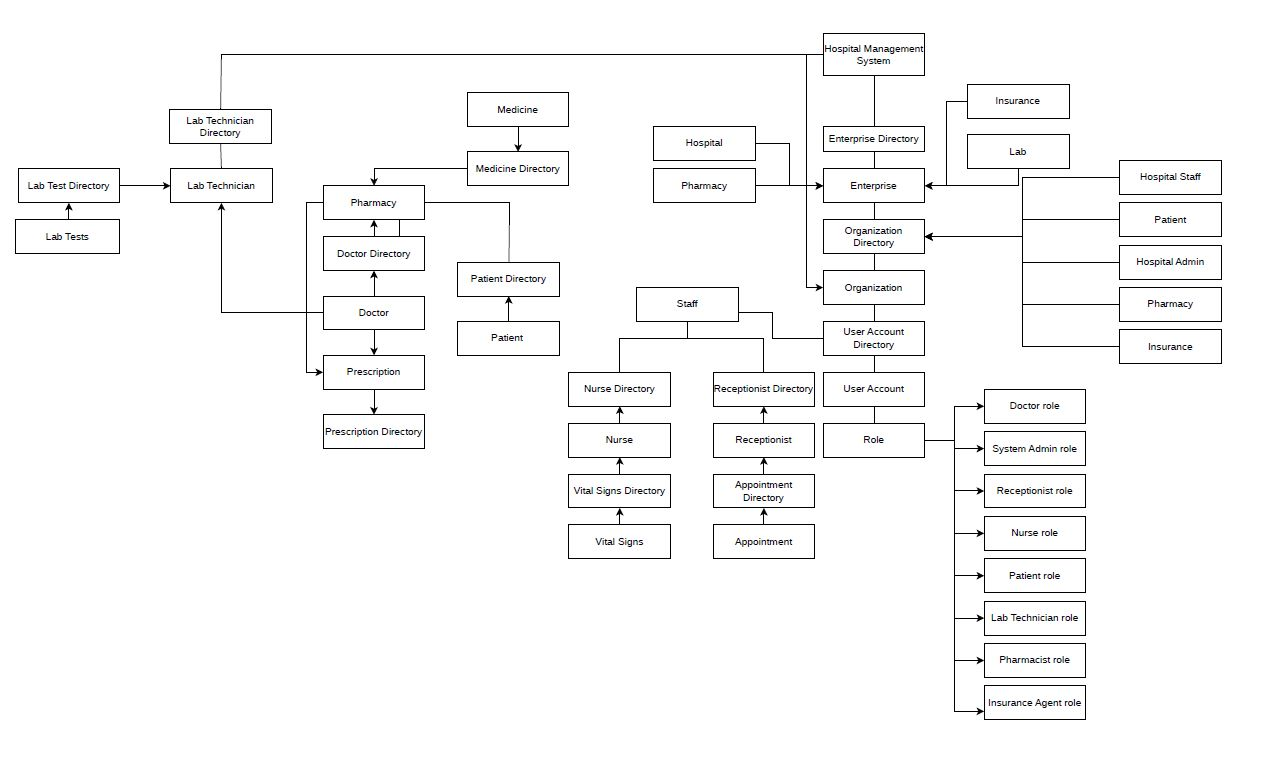 Hospital Management
System
Insurance
Medicine
Lab Technician
Directory
Enterprise Directory
Hospital
Lab
Medicine Directory
Hospital Staff
Lab Test Directory
Lab Technician
Pharmacy
Enterprise
Pharmacy
Patient
Lab Tests
Organization
Directory
Doctor Directory
Hospital Admin
Patient Directory
Organization
Staff
Pharmacy
Doctor
Patient
User Account
Directory
Insurance
Prescription
Nurse Directory
Receptionist Directory
User Account
Doctor role
Prescription Directory
Nurse
Receptionist
Role
System Admin role
Vital Signs Directory
Appointment
Directory
Receptionist role
Vital Signs
Appointment
Nurse role
Patient role
Lab Technician role
Pharmacist role
Insurance Agent role